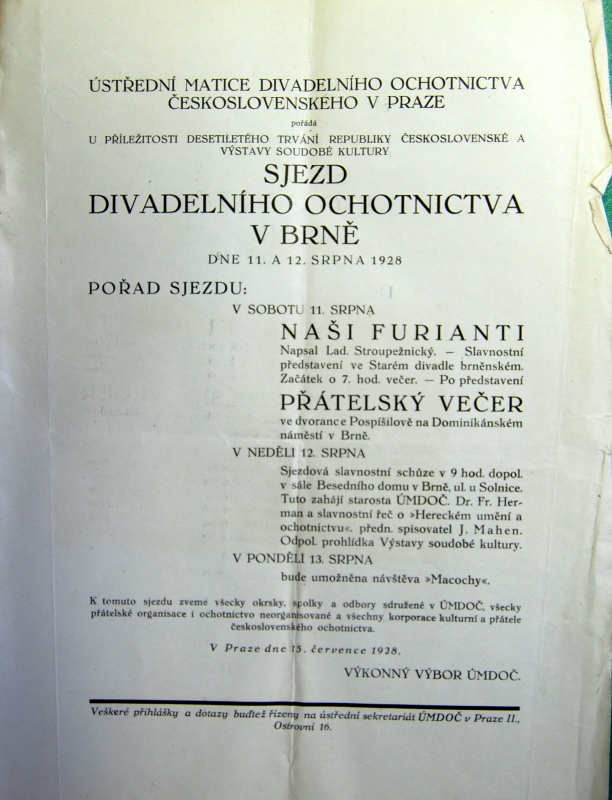 ÚSTŘEDNÍ MATICE DIVADELNÍHO OCHOTNICTVA
ČESKOSLOVENSKÉHO V PRAZE
pořádá
U PŘÍLEŽITOSTI DESETILETÉHO TRVÁNÍ REPUBLIKY ČESKOSLOVENSKÉ A
VÝSTAVY SOUDOBÉ KULTURY
SJEZD
DIVADELNÍHO OCHOTNICTVA
V BRNĚ
DNE 11. A 12. SRPNA 1928
POŘAD SJEZDU:
V SOBOTU 11. SRPNA
NAŠI FURIANTI
Napsal Lad. Stroupežnický. — Slavnostní
představení ve Starém divadle brněnském.
Začátek o 7. hod. večer. — Po představení
PŘÁTELSKÝ VEČER
ve dvoraně Pospíšilově na Dominikánském
náměstí v Brně.
V NEDĚLI 12. SRPNA
Sjezdová slavnostní schůze v 9 hod. dopol.
v sále Besedního domu v Brně, ul. u Solnice.
Tuto zahájí starosta ÚMDOČ. Dr. Fr. Her-
man a slavnostní řeč o »Hereckém umění a
ochotnictvu«. předn. spisovatel J. Mahen.
Odpol. prohlídka Výstavy soudobé kultury.
V PONDĚLI 13. SRPNA
bude umožněna návštěva »Macochy«.
K tomuto sjezdu zveme všecky okrsky, spolky a odbory sdružené v ÚMDOČ, všecky
přátelské organisace i ochotnictvo neorganisované a všechny korporace kulturní a přátele
československého ochotnictva.
V Praze dne 15. července 1928.
VÝKONNÝ VÝBOR ÚMDOČ.
Veškeré přihlášky a dotazy buďtež řízeny na ústřední sekretariát ÚMDOČ v Praze II.,
Ostrovní 16.